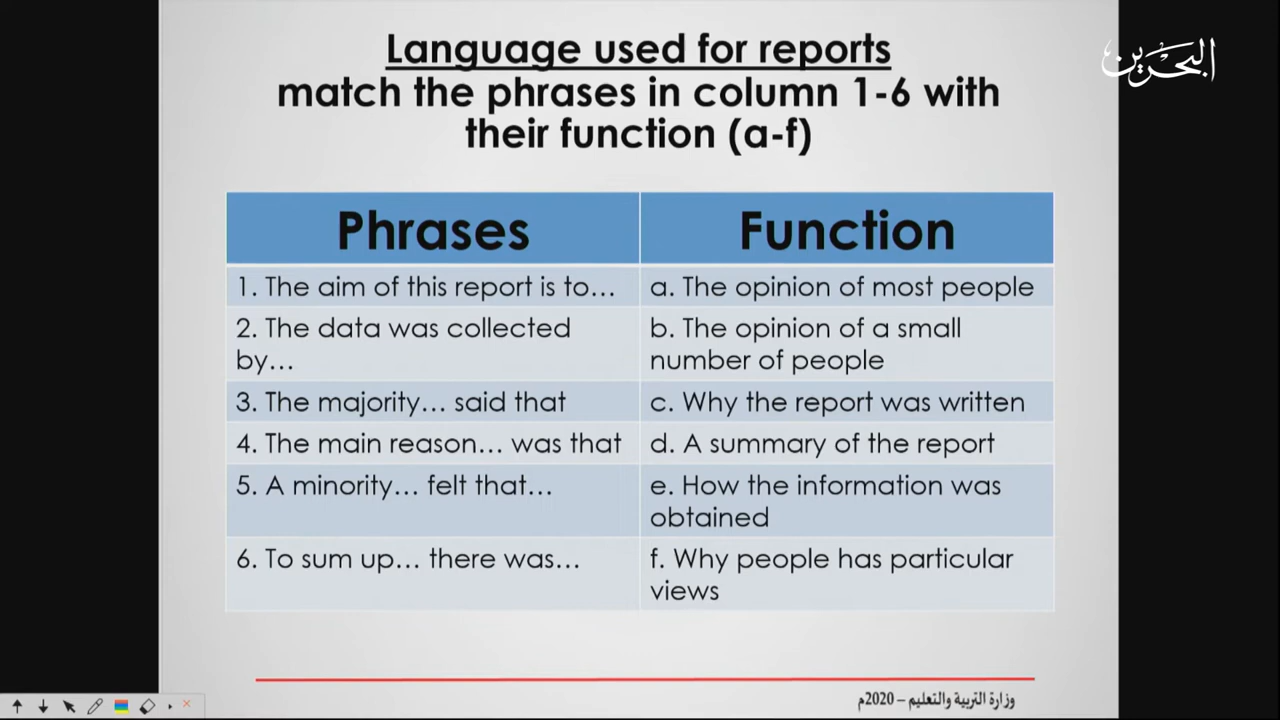 Language used for reports
match the phrases in column 1-6 with
their function (a-f)
البحرين
Phrases
Function
1. The aim of this report is to…
a. The opinion of most people
2. The data was collected
by…
b. The opinion of a small
number of people
3. The majority… said that
c. Why the report was written
4. The main reason… was that
d. A summary of the report
5. A minority… felt that…
e. How the information was
obtained
6. To sum up… there was…
f. Why people has particular
views
وزارة التربية والتعليم – 2020م